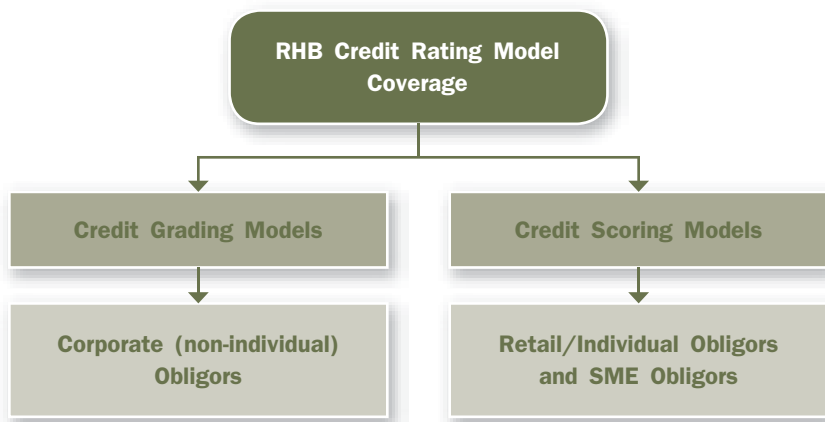 RHB Credit Rating Model
Coverage
Credit Grading Models
Credit Scoring Models
Corporate (non-individual)
Obligors
Retail/Individual Obligors
and SME Obligors